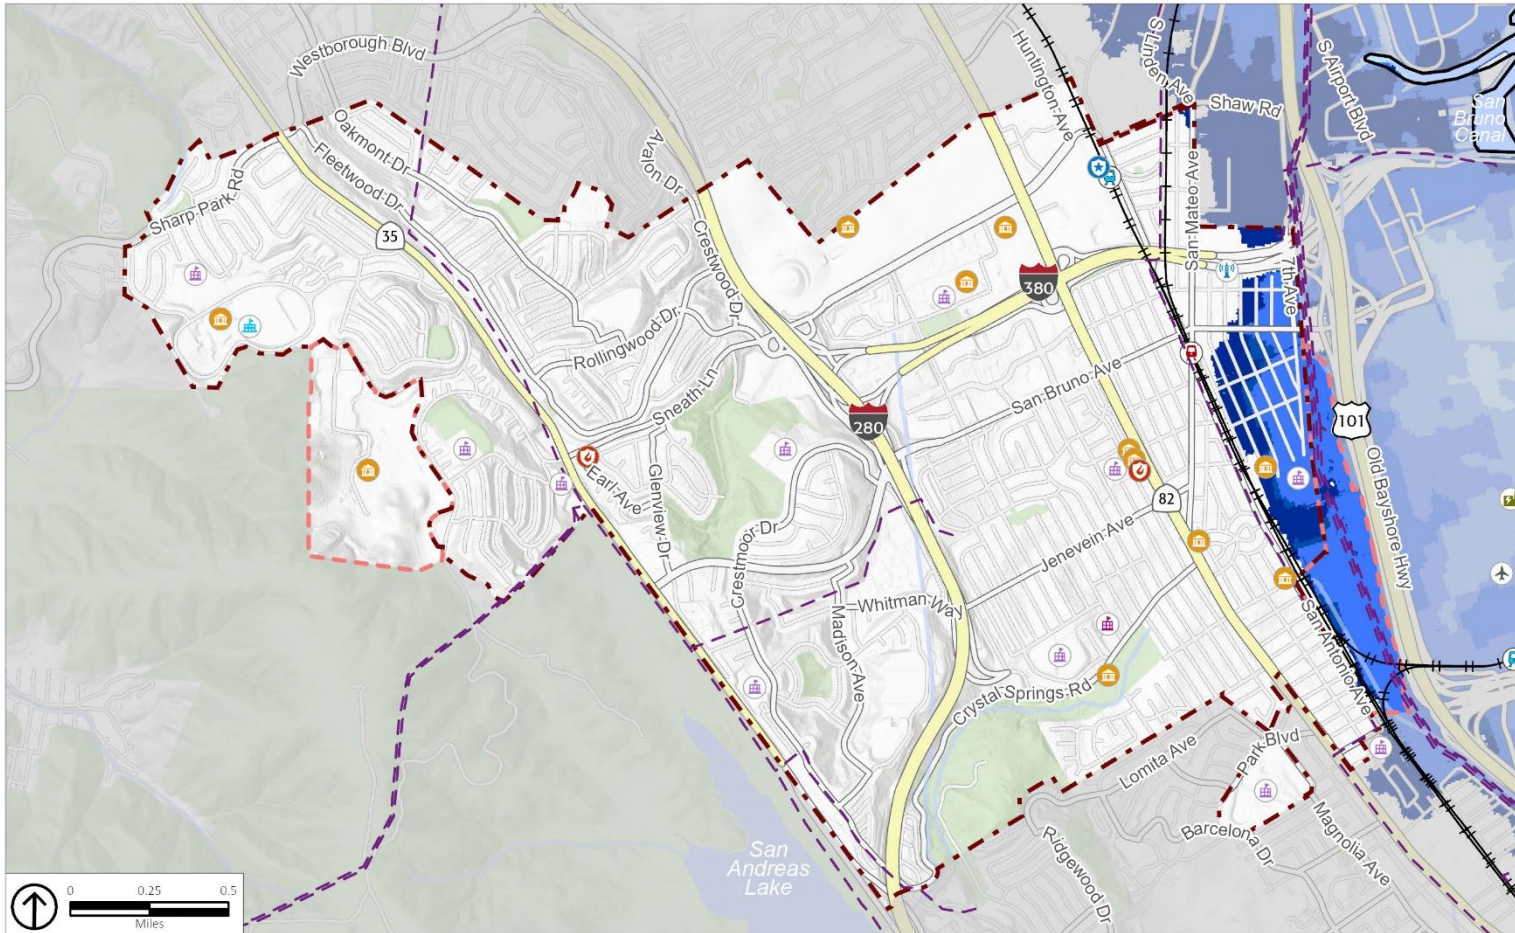 Westborough Blvd
Oakmont Dr
Fleetwood Dr
Sharp Park Rd
35
Avalon Dr
Crestwood Dr
Huntington Ave
S Linden Ave
Shaw Rd
S Airport Blvd
San
Bruno
Canal
San Mateo Ave
7th Ave
380
Rollingwood Dr
Sneath Ln
San Bruno Ave
280
101
Old Bayshore Hwy
Earl Ave
Glenview Dr
82
Crestmoor Dr
Jenevein Ave
Whitman Way
Madison Ave
San Antonio Ave
Crystal Springs Rd
Lomita Ave
Park Blvd
Magnolia Ave
Barcelona Dr
Ridgewood Dr
San
Andreas
Lake
0 0.25 0.5
Miles